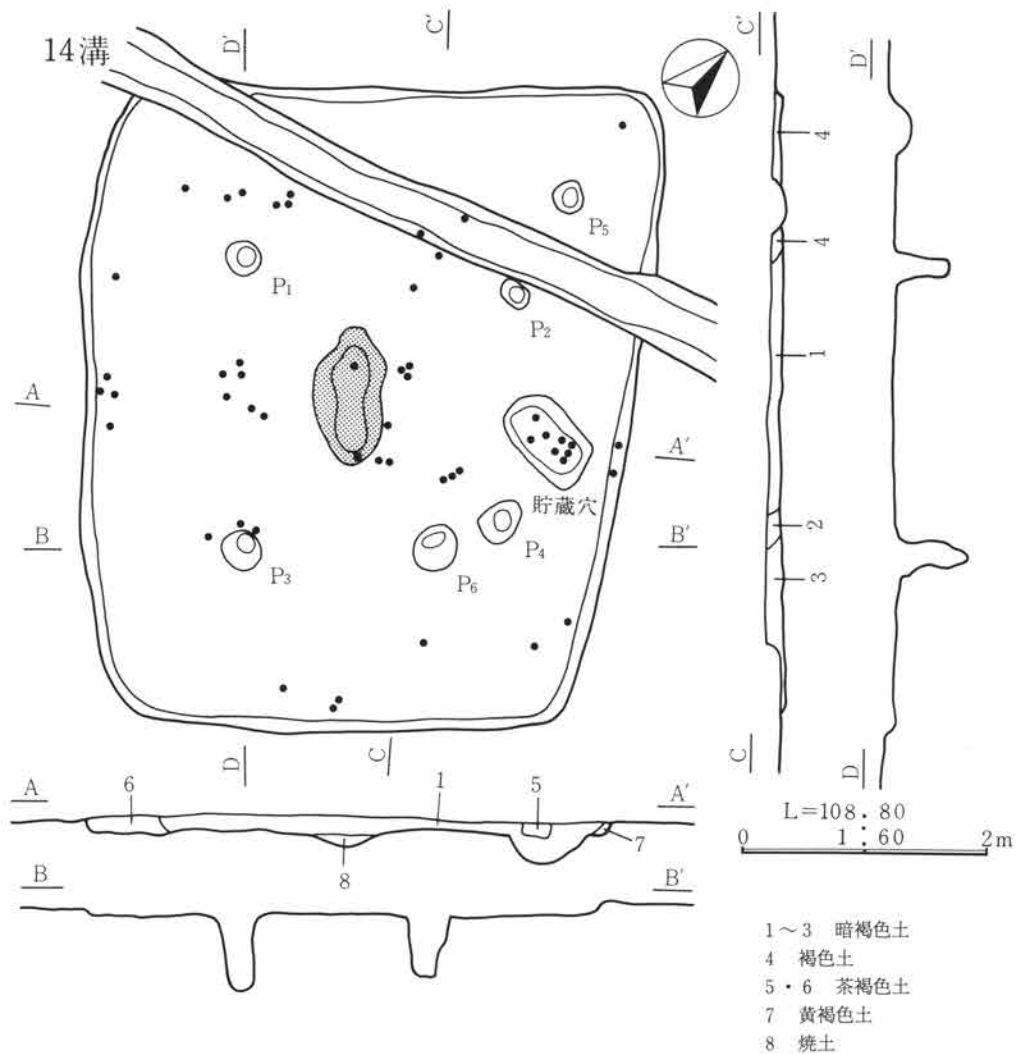 14溝
D'
C'
P₅
P₁
P₂
A
A'
貯蔵穴
B
B'
P₃
P₆
P₄
D
C
C'
D'
4
4
1
2
3
C
D
A
6
1
5
A'
7
8
B
B'
L=108.80
0 1:60 2m
1～3 暗褐色土
4 褐色土
5・6 茶褐色土
7 黄褐色土
8 焼土